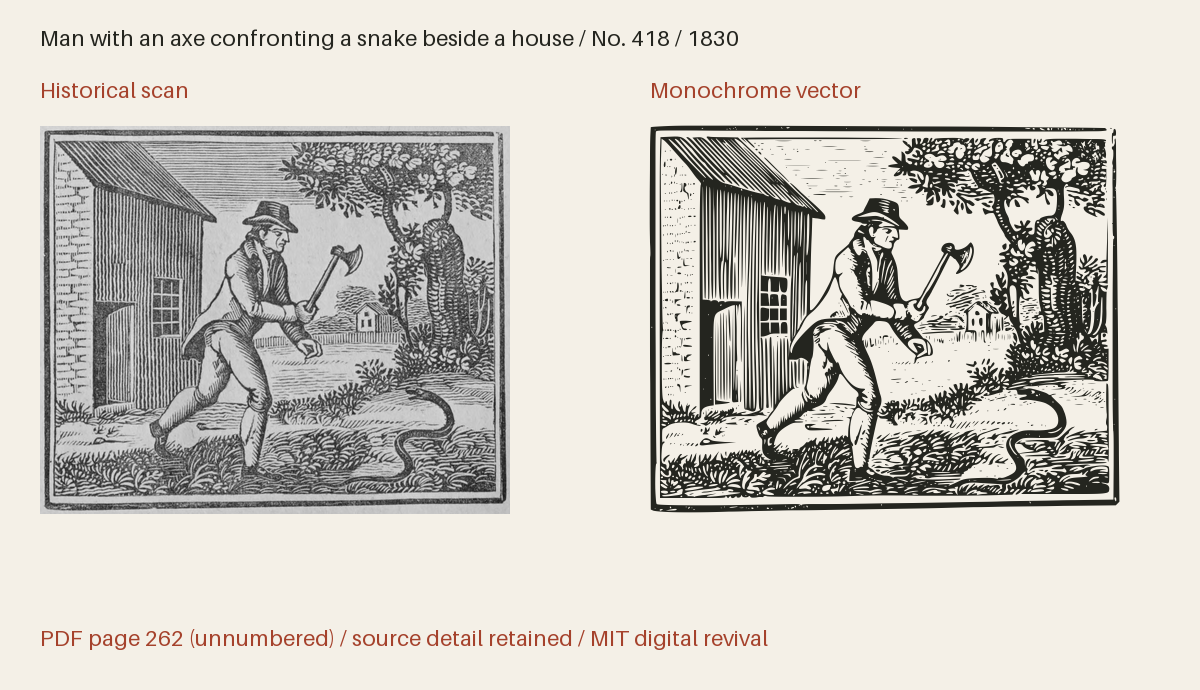 Man with an axe confronting a snake beside a house / No. 418 / 1830
Historical scan
Monochrome vector
PDF page 262 (unnumbered) / source detail retained / MIT digital revival